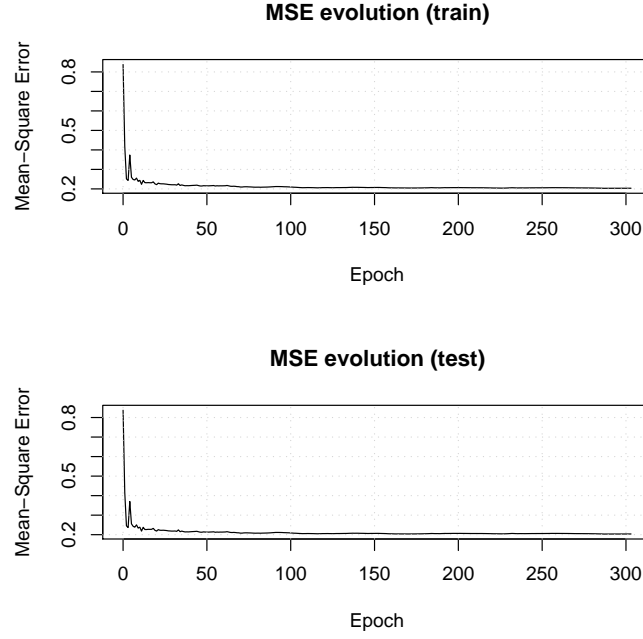 MSE evolution (train)
Mean−Square Error
0.8
0.5
0.2
0 50 100 150 200 250 300
Epoch
MSE evolution (test)
Mean−Square Error
0.8
0.5
0.2
0 50 100 150 200 250 300
Epoch